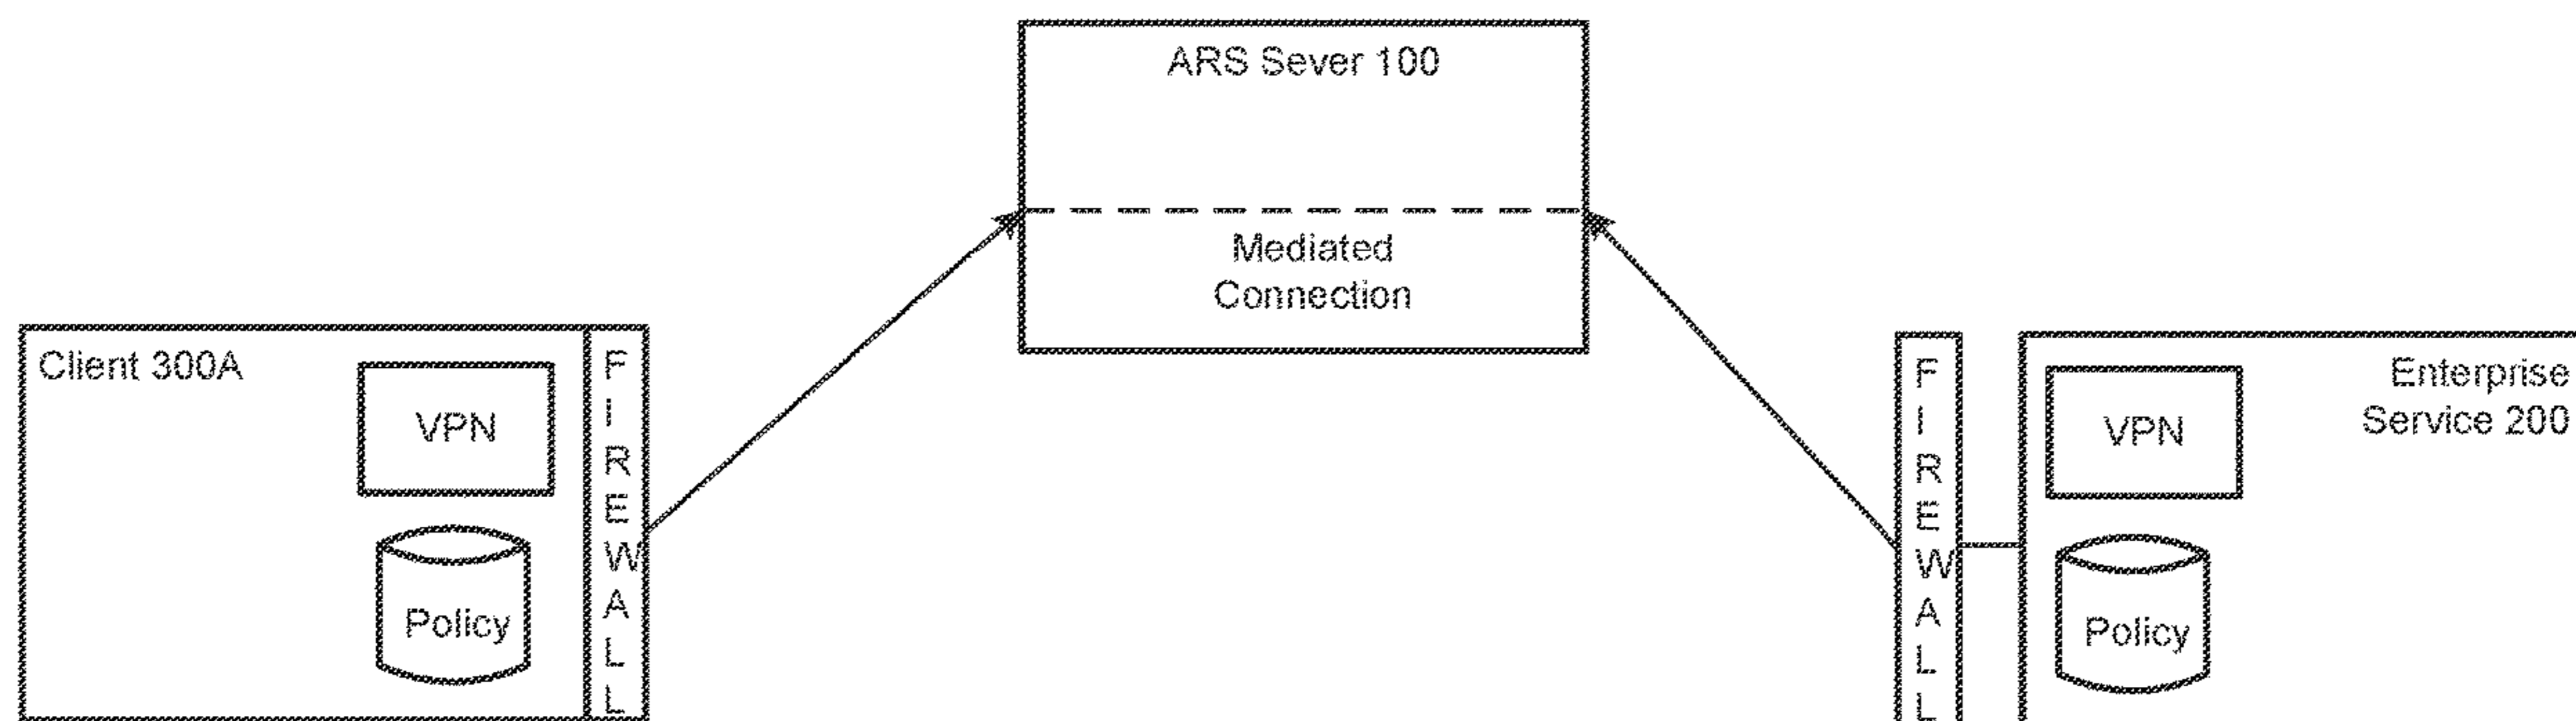 ARS Sever 100
Mediated
Connection
Client 300A
VPN
Policy
F
I
R
E
W
A
L
L
F
I
R
E
W
A
L
L
Enterprise
Service 200
VPN
Policy